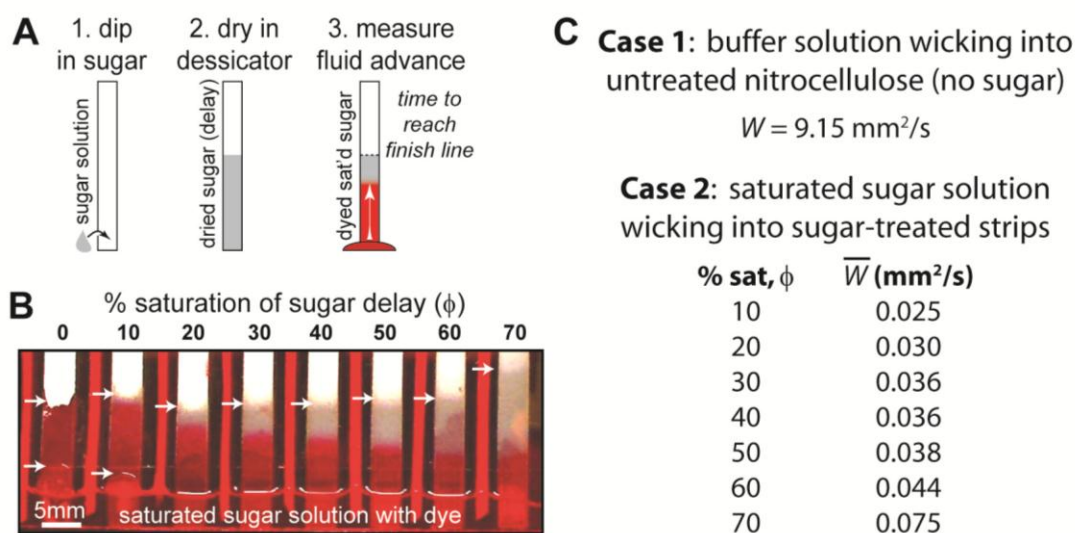 A
1. dip
in sugar
2. dry in
dessicator
3. measure
fluid advance
sugar solution
dried sugar (delay)
dyed sat'd sugar
time to
reach
finish line
B
% saturation of sugar delay (ϕ)
0 10 20 30 40 50 60 70
5mm
saturated sugar solution with dye
C
Case 1: buffer solution wicking into
untreated nitrocellulose (no sugar)
W = 9.15 mm²/s
Case 2: saturated sugar solution
wicking into sugar-treated strips
% sat, ϕ W̅ (mm²/s)
10 0.025
20 0.030
30 0.036
40 0.036
50 0.038
60 0.044
70 0.075